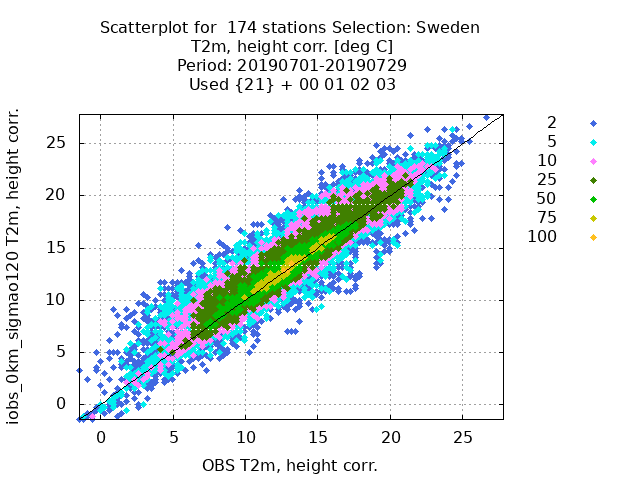 Scatterplot for  174 stations Selection: Sweden
T2m, height corr. [deg C]
Period: 20190701-20190729
Used {21} + 00 01 02 03
iobs_0km_sigmao120 T2m, height corr.
25
20
15
10
5
0
0 5 10 15 20 25
OBS T2m, height corr.
2
5
10
25
50
75
100